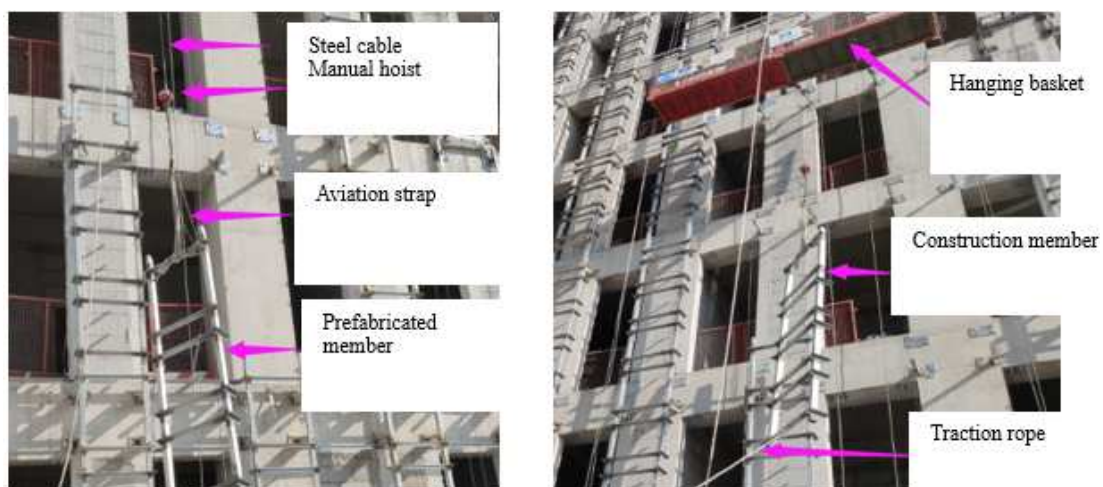 Steel cable
Manual hoist
Aviation strap
Prefabricated
member
Hanging basket
Construction member
Traction rope